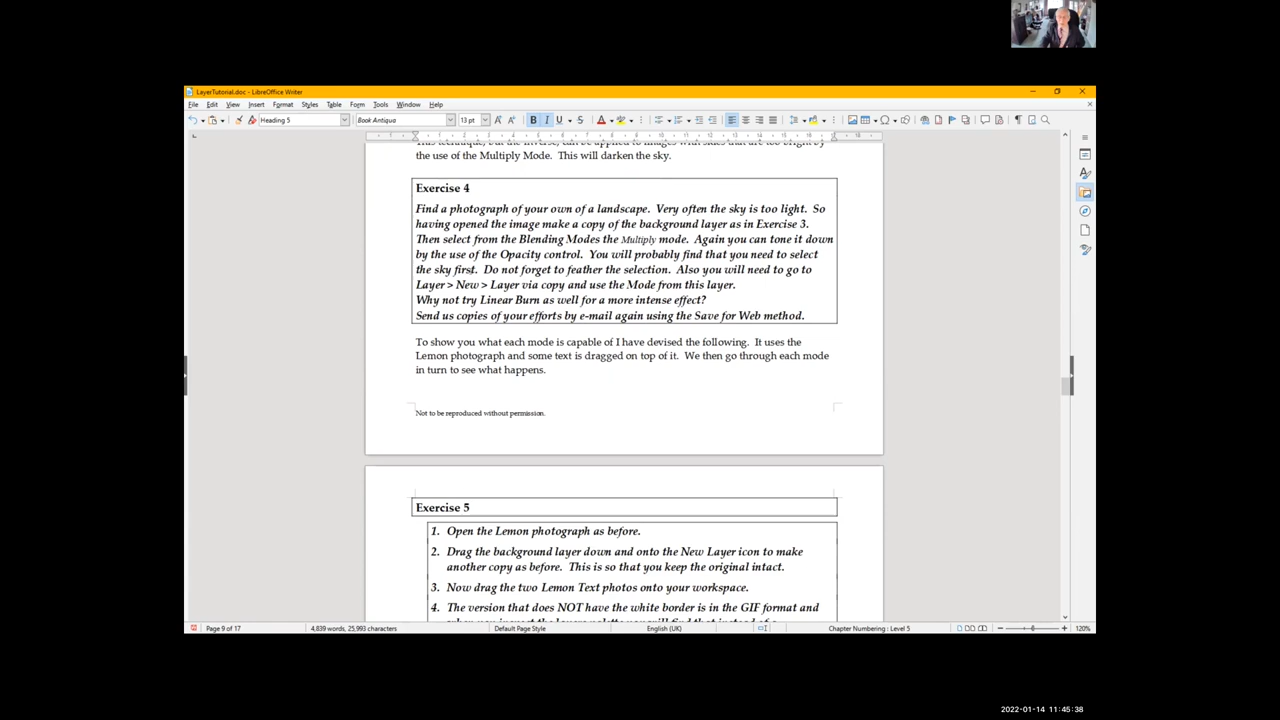 LayerTutorial.doc - LibreOffice Writer
File Edit View Insert Format Styles Table Form Tools Window Help
Heading 5 Book Antiqua 13 pt
the use of the Multiply Mode. This will darken the sky.
Exercise 4
Find a photograph of your own of a landscape. Very often the sky is too light. So
having opened the image make a copy of the background layer as in Exercise 3.
Then select from the Blending Modes the Multiply mode. Again you can tone it down
by the use of the Opacity control. You will probably find that you need to select
the sky first. Do not forget to feather the selection. Also you will need to go to
Layer > New > Layer via copy and use the Mode from this layer.
Why not try Linear Burn as well for a more intense effect?
Send us copies of your efforts by e-mail again using the Save for Web method.
To show you what each mode is capable of I have devised the following. It uses the
Lemon photograph and some text is dragged on top of it. We then go through each mode
in turn to see what happens.
Not to be reproduced without permission.
Exercise 5
1. Open the Lemon photograph as before.
2. Drag the background layer down and onto the New Layer icon to make
another copy as before. This is so that you keep the original intact.
3. Now drag the two Lemon Text photos onto your workspace.
4. The version that does NOT have the white border is in the GIF format and
Page 9 of 17 4,839 words, 25,993 characters Default Page Style English (UK) Chapter Numbering : Level 5 120%
2022-01-14 11:45:38